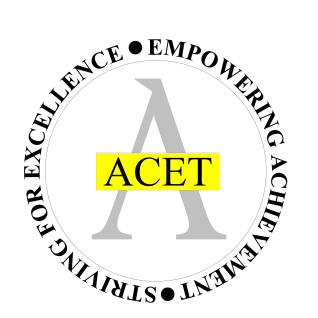 STRIVING FOR EXCELLENCE ● EMPOWERING ACHIEVEMENT ●
A
ACET